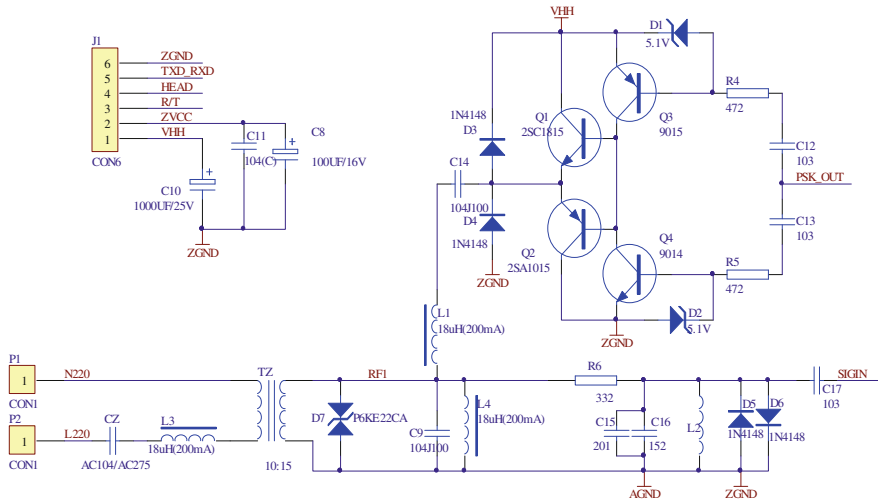 J1
6 ZGND
5 TXD_RXD
4 HEAD
3 R/T
2 ZVCC
1 VHH
CON6
C11
104(C)
C8
100UF/16V
C10
1000UF/25V
ZGND
VHH
D1
5.1V
R4
472
1N4148
D3
Q1
2SC1815
Q3
9015
C12
103
PSK_OUT
C14
104J100
D4
1N4148
ZGND
Q2
2SA1015
Q4
9014
C13
103
R5
472
D2
5.1V
ZGND
L1
18uH(200mA)
P1
1
CON1
N220
TZ
RF1
R6
332
C17
103
SIGIN
P2
1
CON1
L220
CZ
AC104/AC275
L3
18uH(200mA)
10:15
D7
P6KE22CA
C9
104J100
L4
18uH(200mA)
C15
201
C16
152
L2
D5
1N4148
D6
1N4148
AGND
ZGND